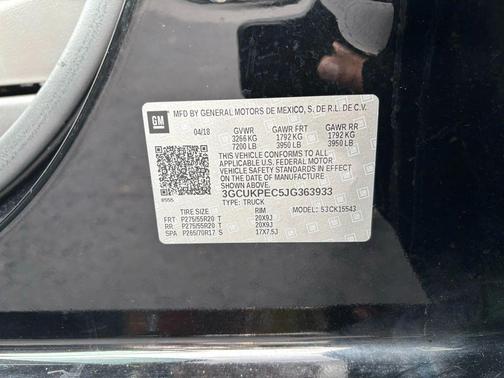 GM
MFD BY GENERAL MOTORS DE MEXICO, S. DE R.L. DE C.V.
04/18 GVWR GAWR FRT GAWR RR
3266 KG 1792 KG 1792 KG
7200 LB 3950 LB 3950 LB
THIS VEHICLE CONFORMS TO ALL APPLICABLE
U.S. FEDERAL MOTOR
VEHICLE SAFETY STANDARDS IN EFFECT
ON THE DATE OF
MANUFACTURE SHOWN ABOVE.
3GCUKPEC5JG363933
TYPE: TRUCK
TIRE SIZE RIM MODEL: 53CK15543
FRT P275/55R20 T 20X9J
RR P275/55R20 T 20X9J
SPA P265/70R17 S 17X7.5J